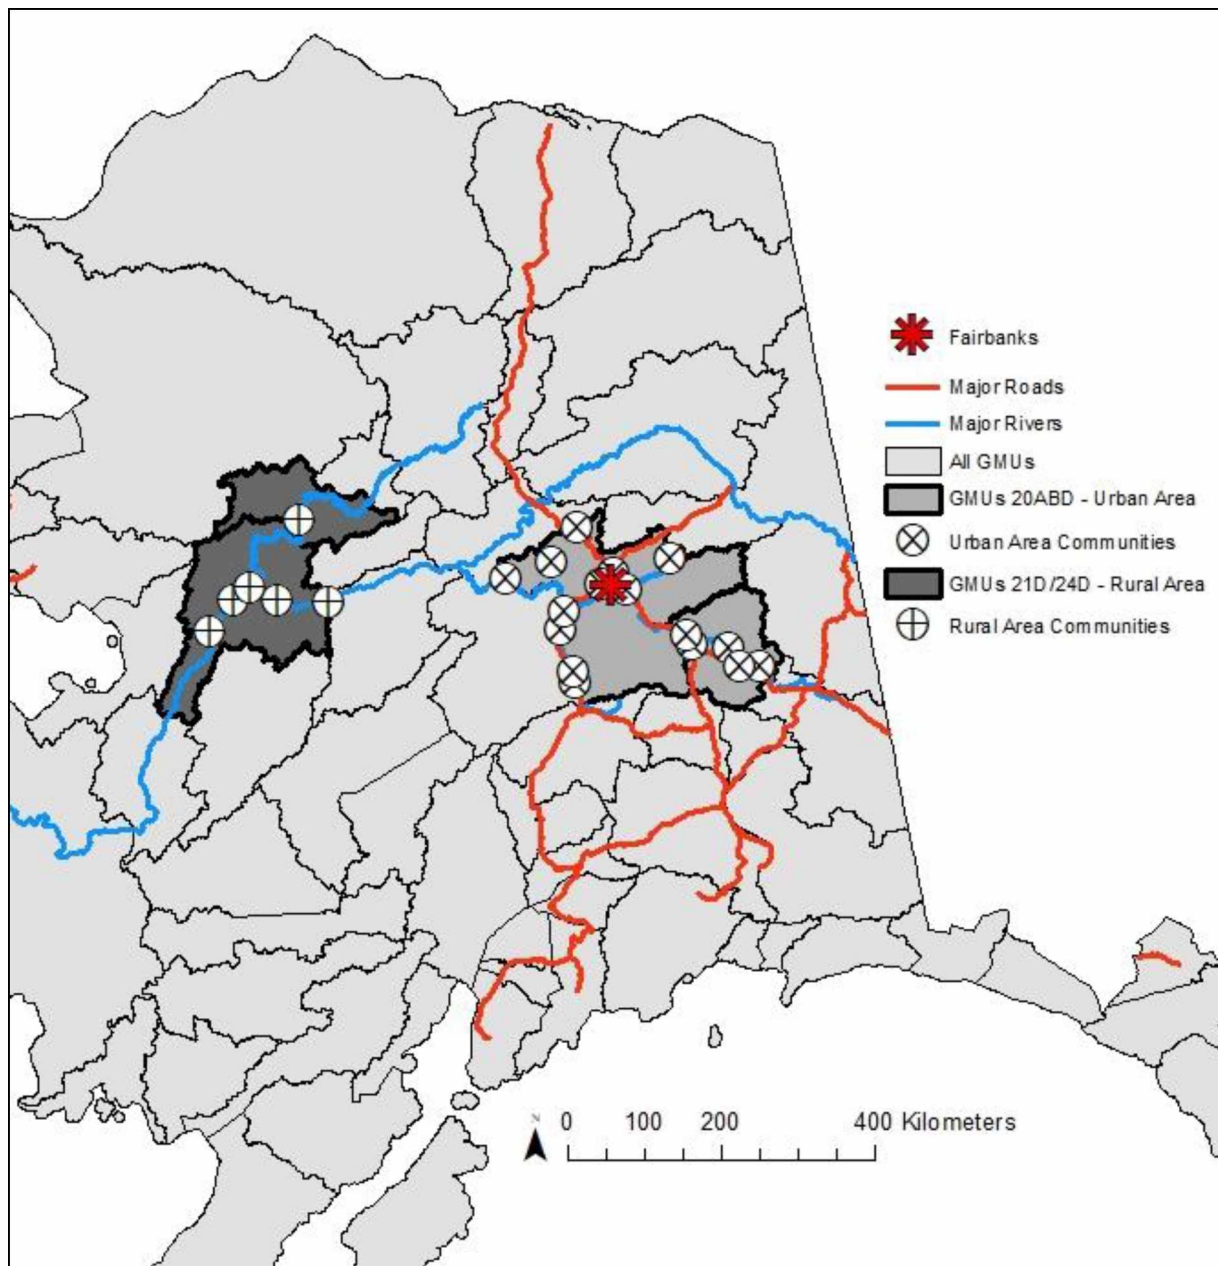 Fairbanks
Major Roads
Major Rivers
All GMUs
GMUs 20ABD - Urban Area
Urban Area Communities
GMUs 21D/24D - Rural Area
Rural Area Communities
N
0 100 200 400 Kilometers